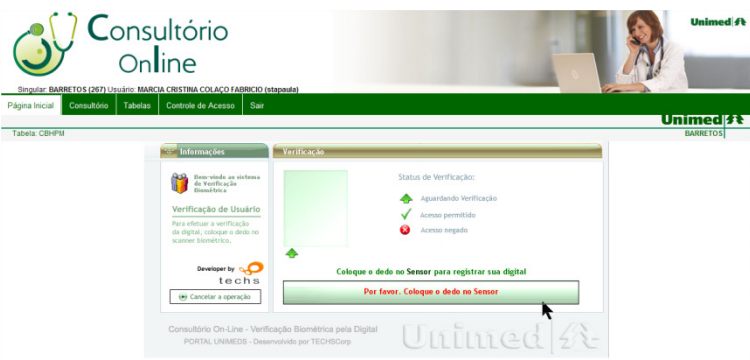 Consultório
Online
Unimed
Singular: BARRETOS (267) Usuário: MARCIA CRISTINA COLAÇO FABRICIO (stapaula)
Página Inicial Consultório Tabelas Controle de Acesso Sair
Unimed
BARRETOS
Tabela: CBHPM
Informações
Bem-vindo ao sistema
de Verificação
Biométrica
Verificação de Usuário
Para efetuar a verificação
da digital, coloque o dedo no
scanner biométrico.
Developer by
techs
Cancelar a operação
Verificação
Status de Verificação:
Aguardando Verificação
Acesso permitido
Acesso negado
Coloque o dedo no Sensor para registrar sua digital
Por favor. Coloque o dedo no Sensor
Consultório On-Line - Verificação Biométrica pela Digital
PORTAL UNIMEDS - Desenvolvido por TECHSCorp
Unimed